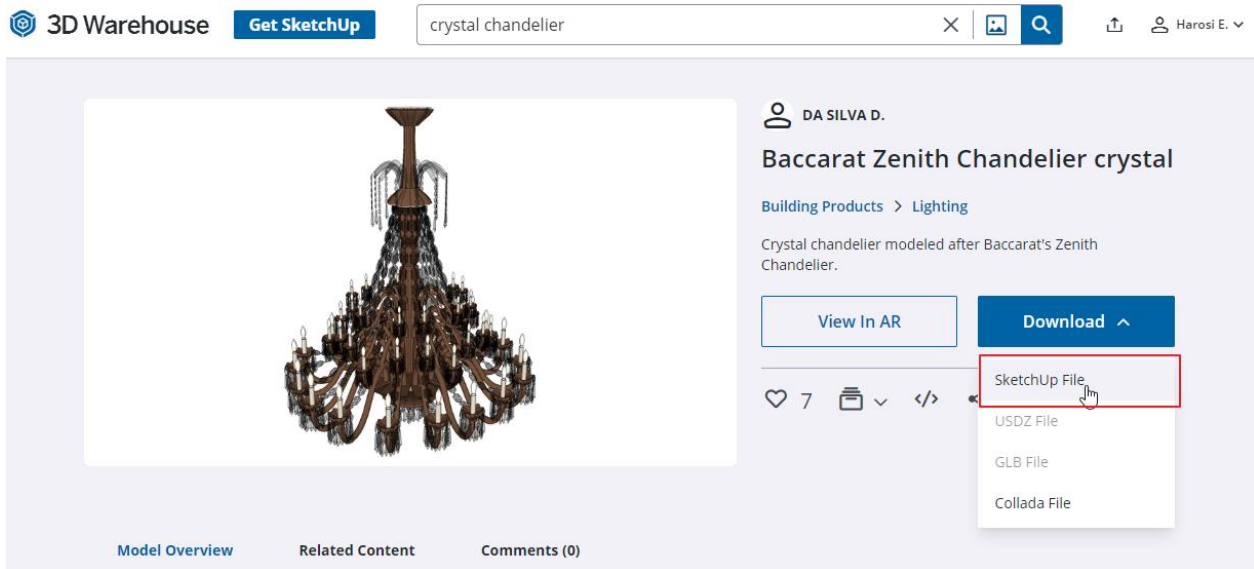 3D Warehouse Get SketchUp crystal chandelier Harosi E.
DA SILVA D.
Baccarat Zenith Chandelier crystal
Building Products > Lighting
Crystal chandelier modeled after Baccarat's Zenith
Chandelier.
View In AR Download
7 </>
SketchUp File
USDZ File
GLB File
Collada File
Model Overview Related Content Comments (0)